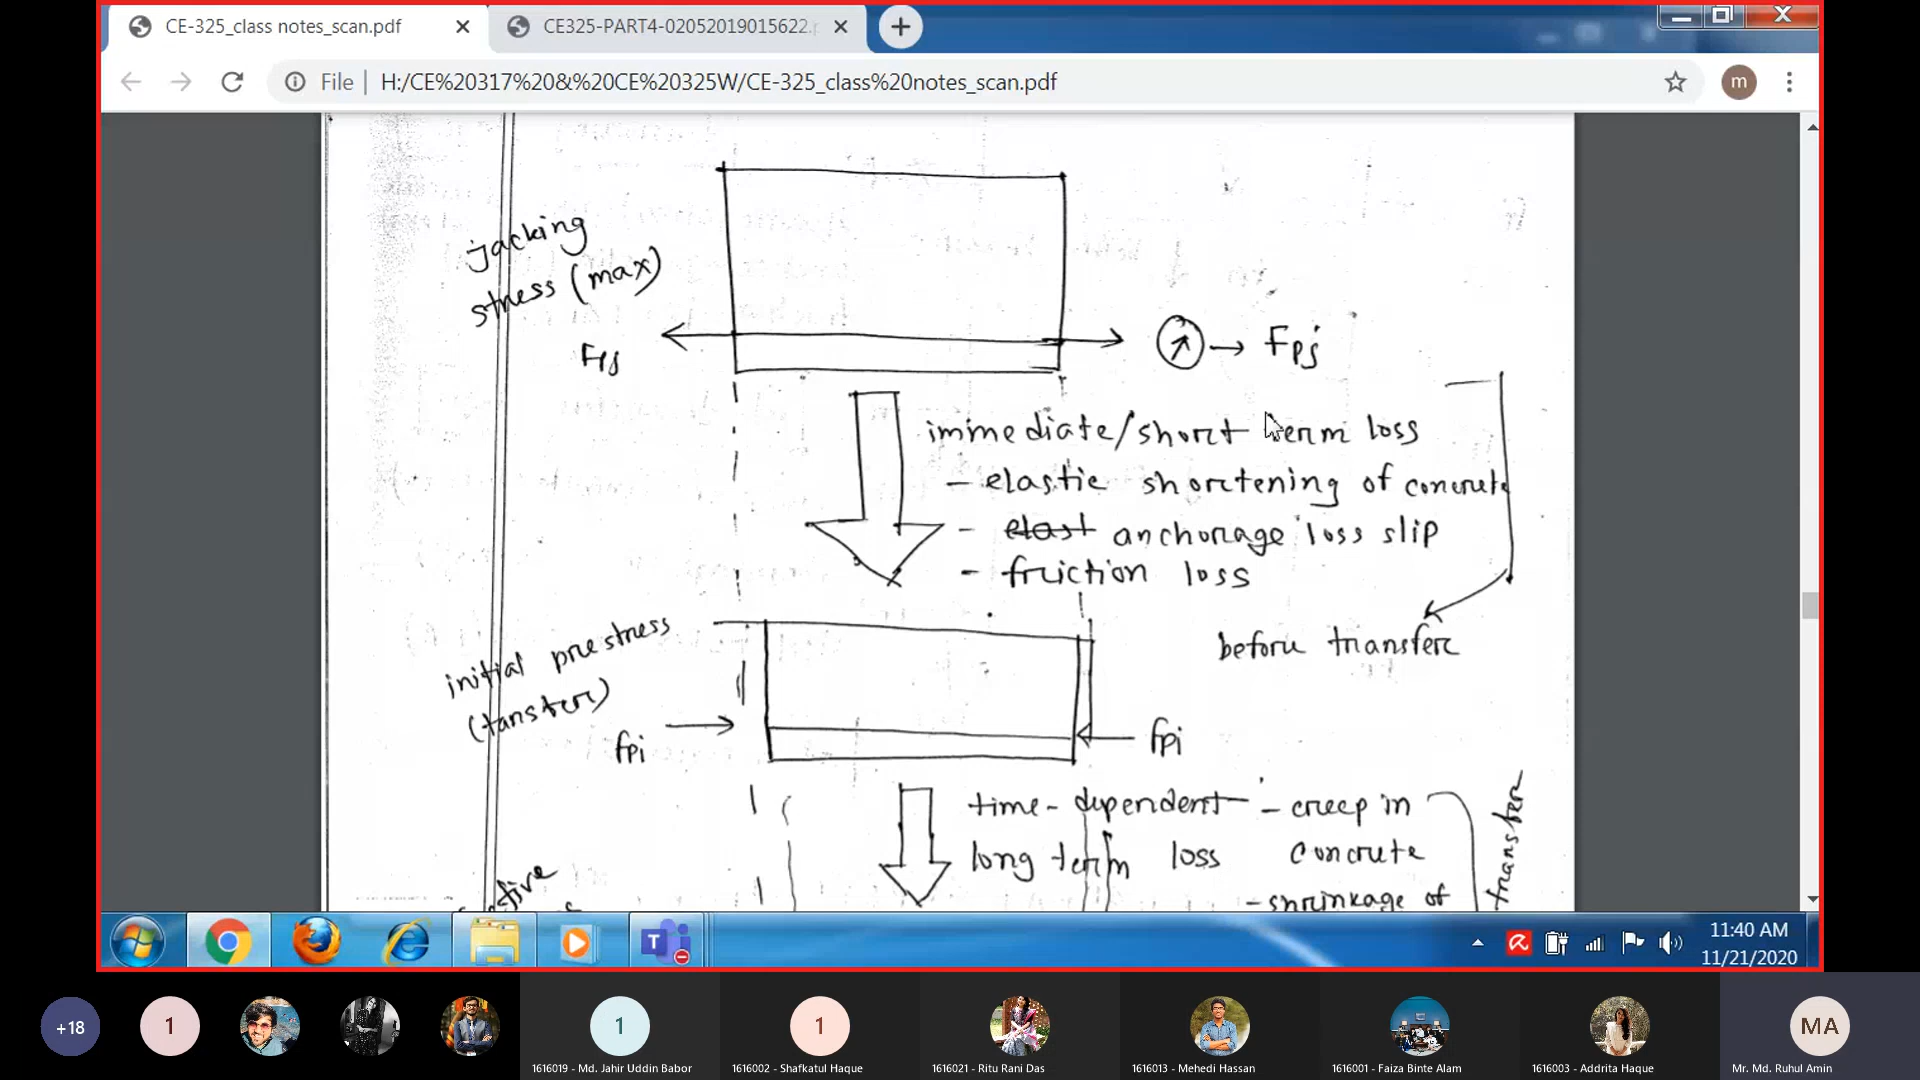 CE-325_class notes_scan.pdf
CE325-PART4-02052019015622.p
File
H:/CE%20317%20&%20CE%20325W/CE-325_class%20notes_scan.pdf
m
jacking
stress (max)
Fpj
Fpj
immediate/short term loss
- elastic shortening of concrete
- elast anchorage loss slip
- friction loss
before transfer
initial prestress
(tanster)
fpi
fpi
time-dependent
long term loss
- creep in
concrete
- shrinkage of
transfer
T
11:40 AM
11/21/2020
+18
1
1
1
MA
1616019 - Md. Jahir Uddin Babor
1616002 - Shafkatul Haque
1616021 - Ritu Rani Das
1616013 - Mehedi Hassan
1616001 - Faiza Binte Alam
1616003 - Addrita Haque
Mr. Md. Ruhul Amin